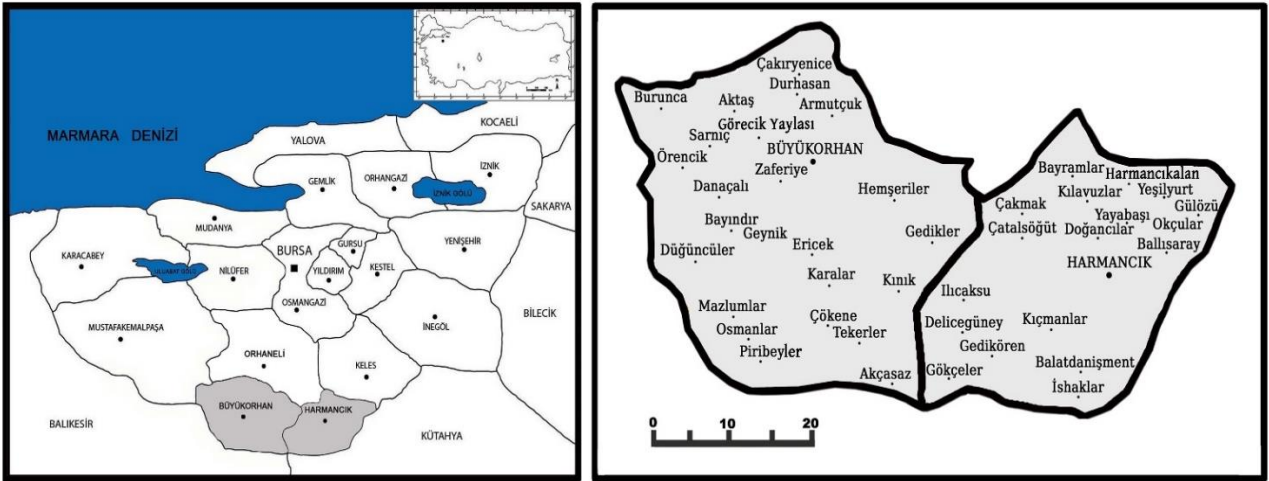 KOCAELİ
MARMARA DENİZİ
YALOVA
İZNİK
GEMLİK
ORHANGAZİ
İZNİK GÖLÜ
SAKARYA
MUDANYA
BURSA
GURSU
YENİŞEHİR
KARACABEY
ULUABAT GÖLÜ
NİLÜFER
YILDIRIM
KESTEL
OSMANGAZİ
BİLECİK
MUSTAFAKEMALPAŞA
İNEGÖL
ORHANELİ
KELES
BÜYÜKORHAN
HARMANCIK
BALIKESİR
KÜTAHYA
Çakıryenice
Durhasan
Burunca
Aktaş
Armutçuk
Görecik Yaylası
Sarnıç
BÜYÜKORHAN
Örencik
Zaferiye
Danaçalı
Hemşeriler
Bayındır
Geynik
Gedikler
Düğüncüler
Ericek
Karalar
Kınık
Mazlumlar
Çökene
Osmanlar
Tekerler
Piribeyler
Akçasaz
Bayramlar
Harmancıkalan
Kılavuzlar
Yeşilyurt
Çakmak
Gülözü
Yayabaşı
Çatalsöğüt
Doğancılar
Okçular
Ballısaray
HARMANCIK
Ilıcaksu
Delicegüney
Kıçmanlar
Gedikören
Gökçeler
Balatdanişment
İshaklar
0 10 20